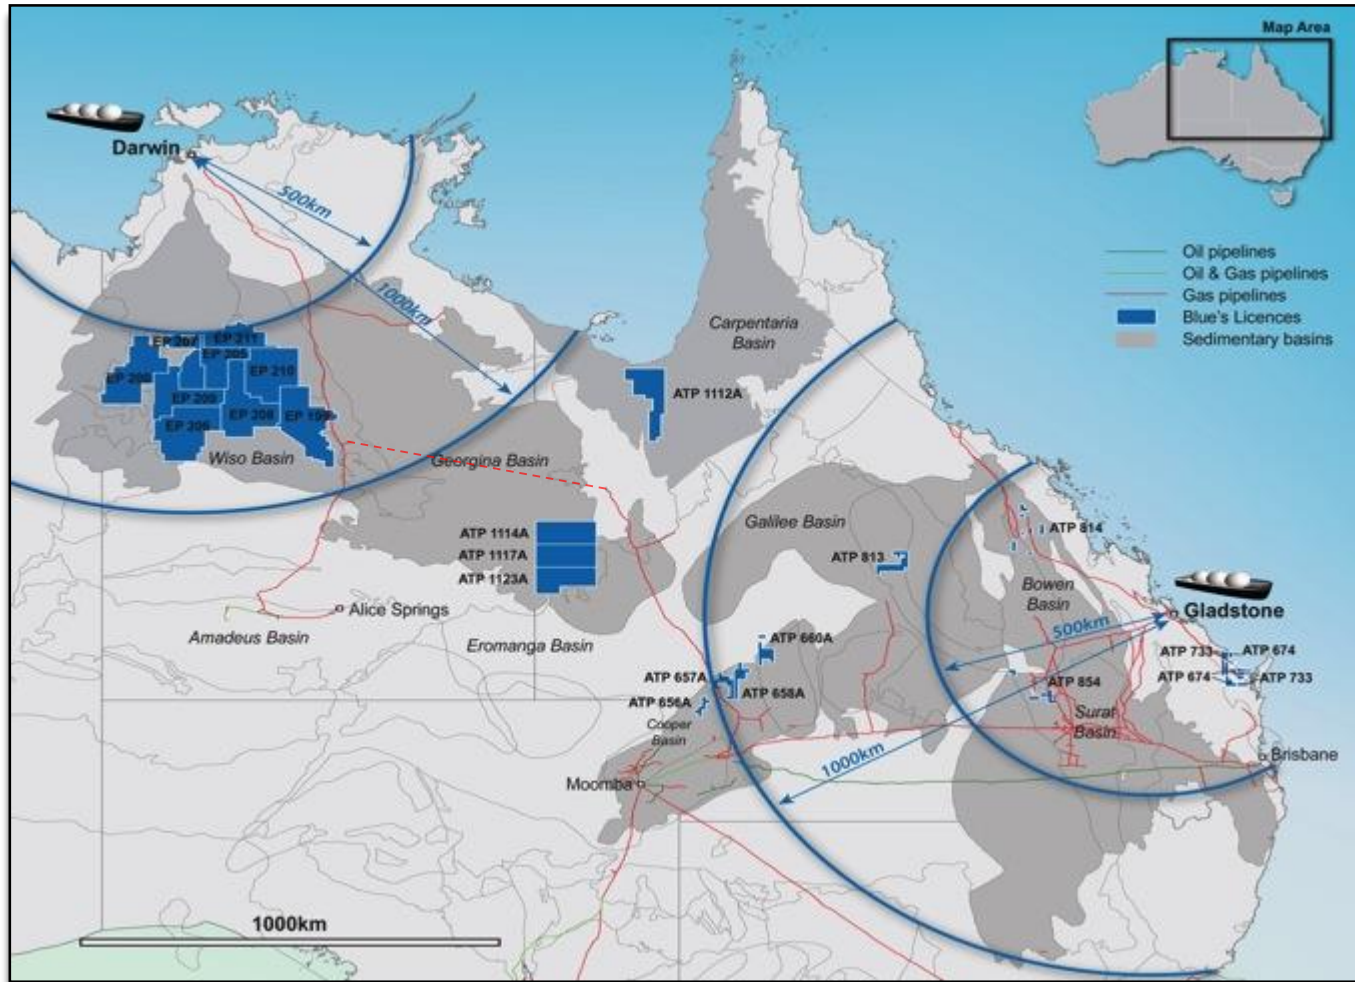 Map Area
Darwin
500km
1000km
Oil pipelines
Oil & Gas pipelines
Gas pipelines
Blue's Licences
Sedimentary basins
Carpentaria
Basin
EP 207
EP 211
EP 205
EP 210
EP 209
EP 208
EP 206
Wiso Basin
ATP 1112A
Georgina Basin
ATP 1114A
ATP 1117A
ATP 1123A
Galilee Basin
ATP 813
ATP 814
Bowen
Basin
Gladstone
500km
Alice Springs
Amadeus Basin
Eromanga Basin
ATP 660A
ATP 657A
ATP 658A
ATP 656A
Cooper
Basin
ATP 733
ATP 674
ATP 674
ATP 733
ATP 854
Surat
Basin
1000km
Moomba
Brisbane
1000km